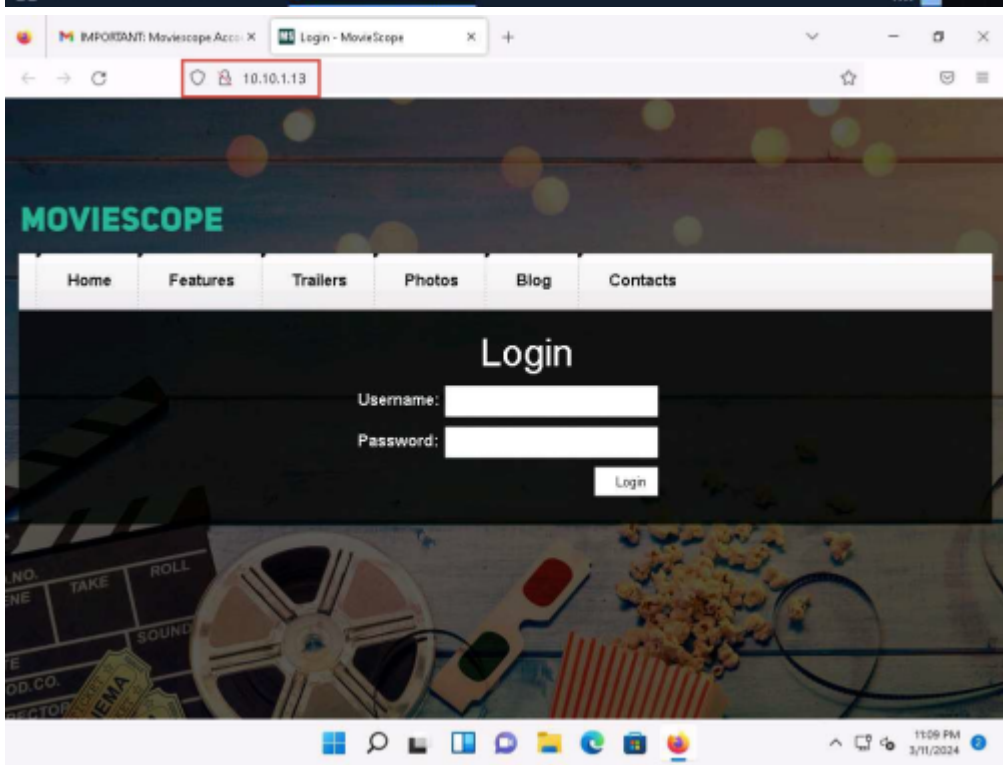 IMPORTANT: Moviescope Acco
Login - MovieScope
10.10.1.13
MOVIESCOPE
Home Features Trailers Photos Blog Contacts
Login
Username:
Password:
Login
TAKE
ROLL
SOUND
CINEMA
11:09 PM
3/11/2024